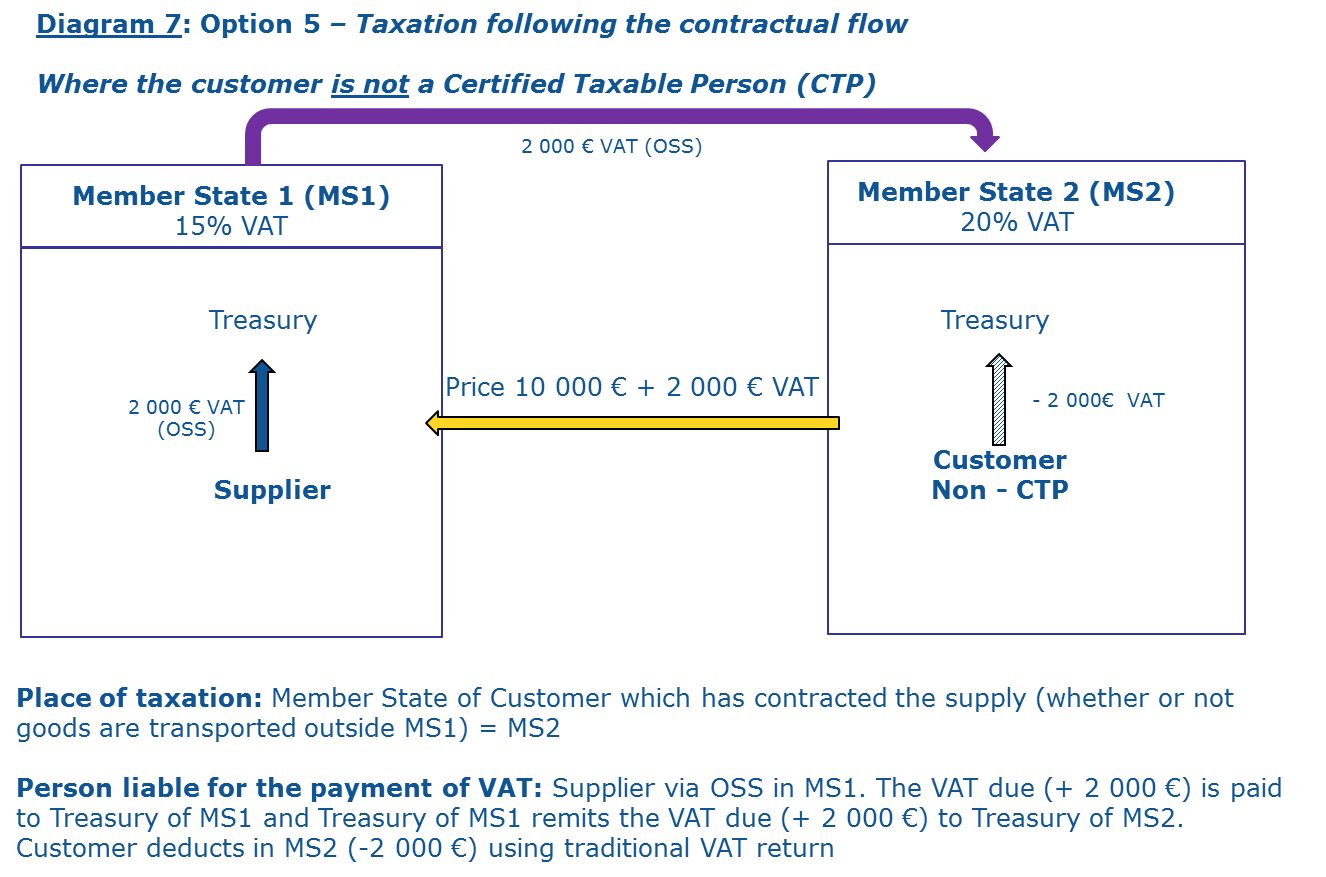 Diagram 7: Option 5 – Taxation following the contractual flow
Where the customer is not a Certified Taxable Person (CTP)
2 000 € VAT (OSS)
Member State 1 (MS1)
15% VAT
Member State 2 (MS2)
20% VAT
Treasury
Treasury
Price 10 000 € + 2 000 € VAT
2 000 € VAT
(OSS)
- 2 000€  VAT
Supplier
Customer
Non - CTP
Place of taxation: Member State of Customer which has contracted the supply (whether or not
goods are transported outside MS1) = MS2
Person liable for the payment of VAT: Supplier via OSS in MS1. The VAT due (+ 2 000 €) is paid
to Treasury of MS1 and Treasury of MS1 remits the VAT due (+ 2 000 €) to Treasury of MS2.
Customer deducts in MS2 (-2 000 €) using traditional VAT return